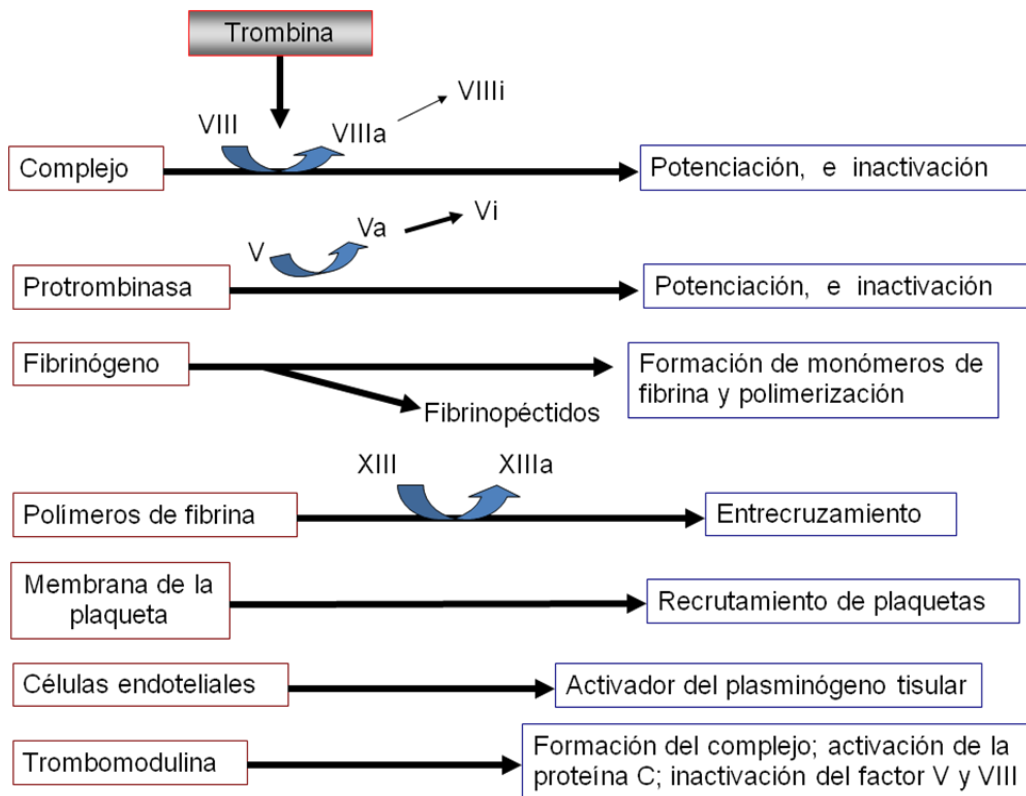 Trombina
VIII
VIIIa
VIIIi
Complejo
Potenciación, e inactivación
V
Va
Vi
Protrombinasa
Potenciación, e inactivación
Fibrinógeno
Formación de monómeros de
fibrina y polimerización
Fibrinopéctidos
XIII
XIIIa
Polímeros de fibrina
Entrecruzamiento
Membrana de la
plaqueta
Recrutamiento de plaquetas
Células endoteliales
Activador del plasminógeno tisular
Trombomodulina
Formación del complejo; activación de la
proteína C; inactivación del factor V y VIII